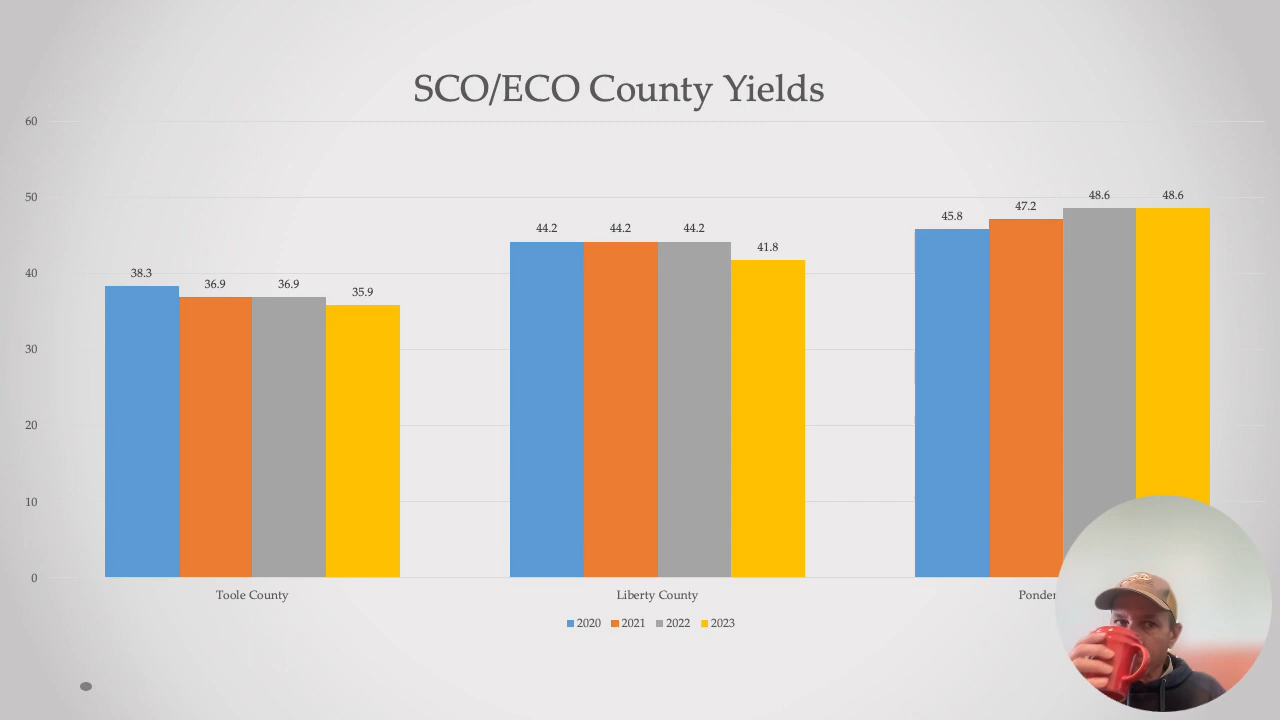 SCO/ECO County Yields
60
50
40
30
20
10
0
38.3 36.9 36.9 35.9
44.2 44.2 44.2 41.8
45.8 47.2 48.6 48.6
Toole County Liberty County
2020 2021 2022 2023